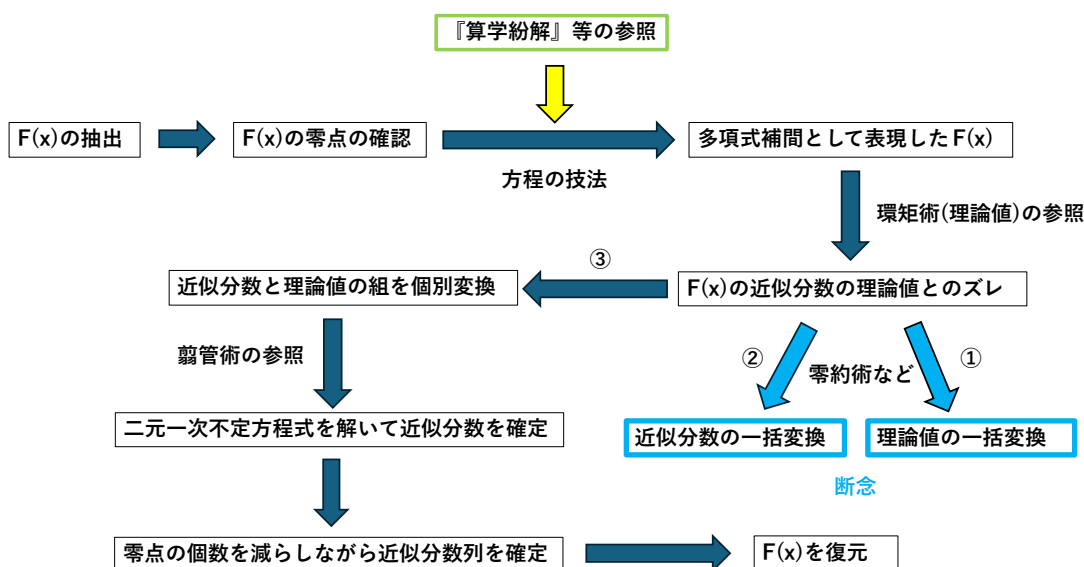 『算学紛解』等の参照
F(x)の抽出
F(x)の零点の確認
多項式補間として表現したF(x)
方程の技法
環矩術(理論値)の参照
③
近似分数と理論値の組を個別変換
F(x)の近似分数の理論値とのズレ
翦管術の参照
②
零約術など
①
二元一次不定方程式を解いて近似分数を確定
近似分数の一括変換
理論値の一括変換
断念
零点の個数を減らしながら近似分数列を確定
F(x)を復元